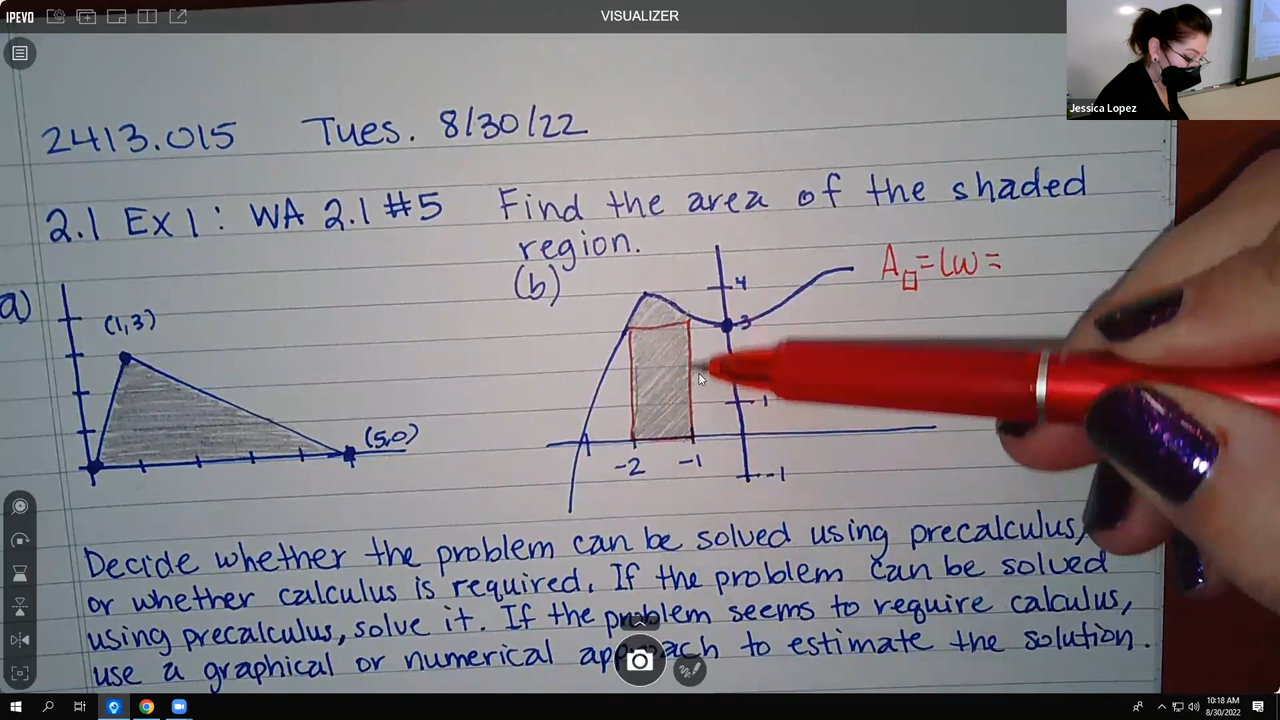 IPEVO
VISUALIZER
Jessica Lopez
2413.015 Tues. 8/30/22
2.1 Ex 1: WA 2.1 #5 Find the area of the shaded
region.
a)
(1,3)
(5,0)
(b)
4
3
1
-1
-2
-1
A□=lw=
Decide whether the problem can be solved using precalculus,
or whether calculus is required. If the problem can be solved
using precalculus, solve it. If the problem seems to require calculus,
use a graphical or numerical approach to estimate the solution.
10:18 AM
8/30/2022